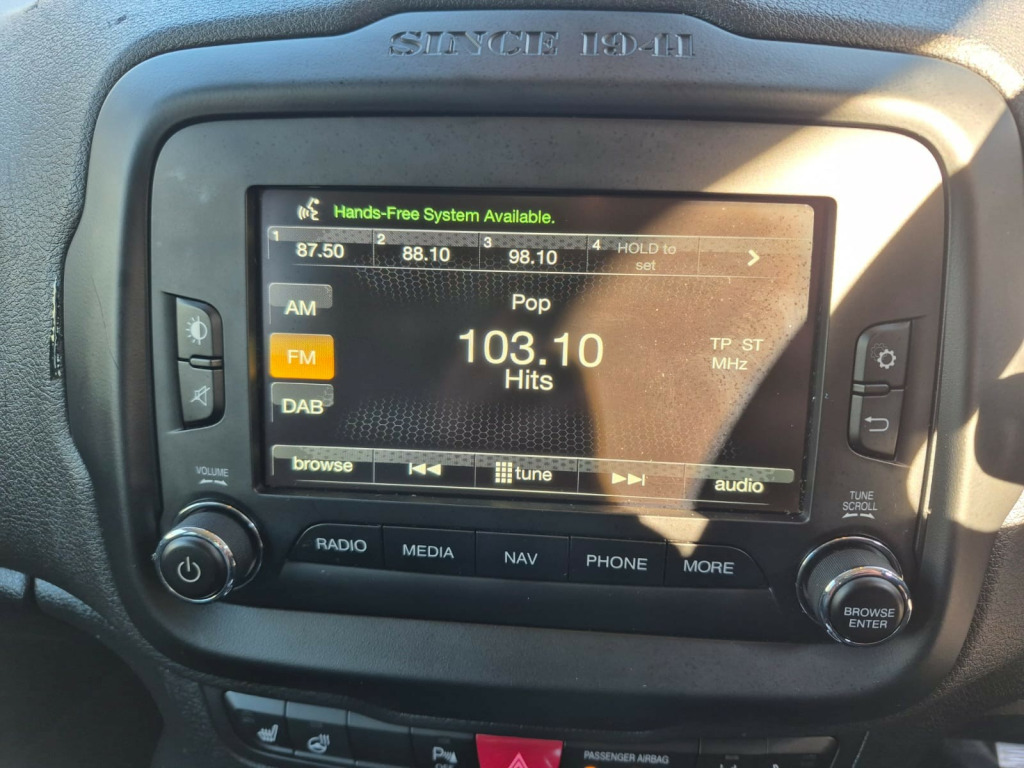 SINCE 1941
Hands-Free System Available.
1 87.50 2 88.10 3 98.10 4 HOLD to set
AM
Pop
FM
103.10
TP ST
MHz
Hits
DAB
browse tune audio
VOLUME
TUNE
SCROLL
RADIO MEDIA NAV PHONE MORE
BROWSE
ENTER
P
OFF
PASSENGER AIRBAG